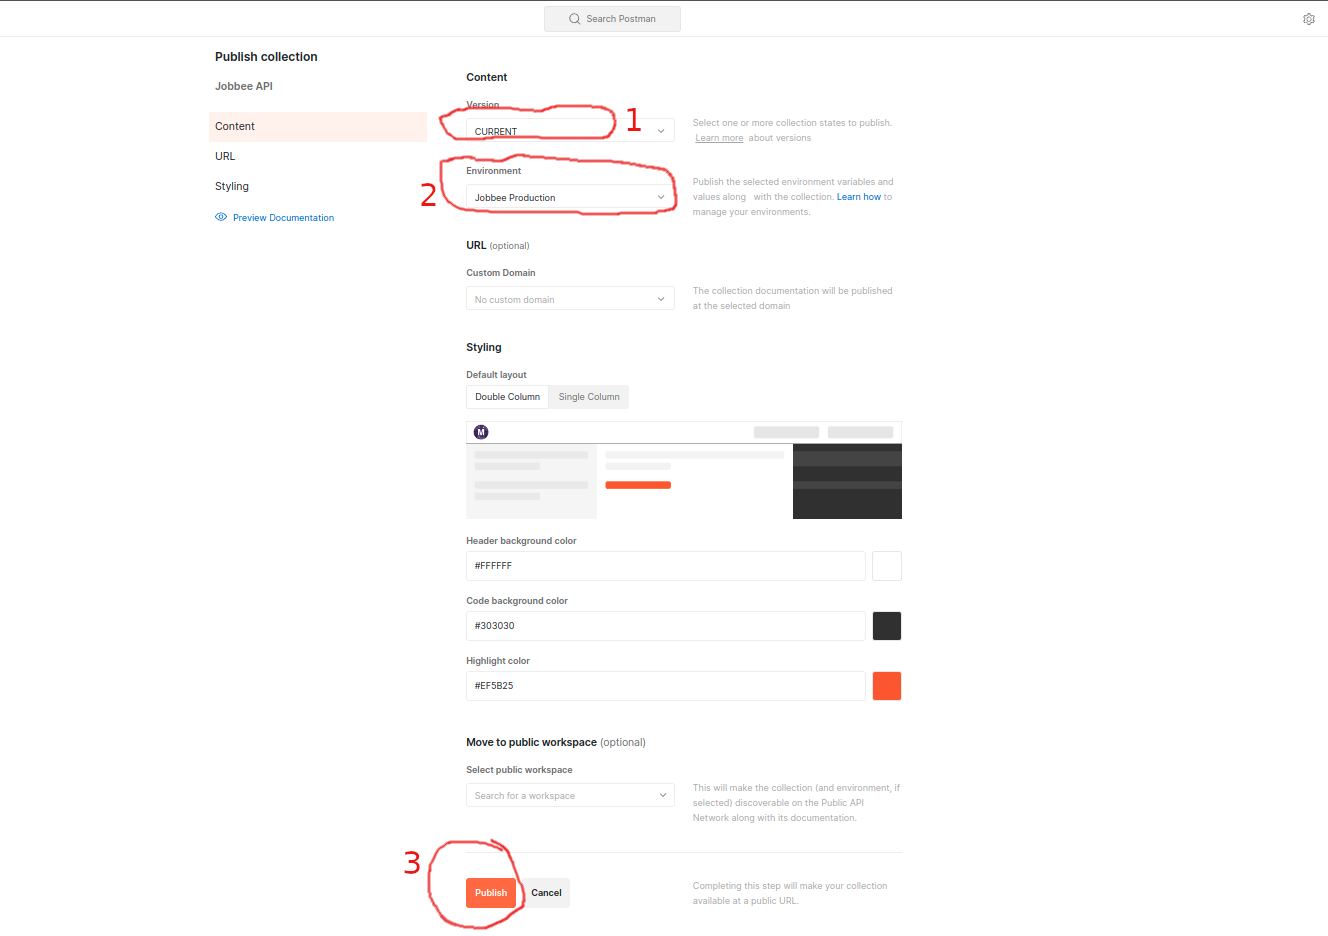 Search Postman
Publish collection
Jobbee API
Content
URL
Styling
Preview Documentation
Content
Version
CURRENT
1
Select one or more collection states to publish.
Learn more about versions
2
Environment
Jobbee Production
Publish the selected environment variables and
values along with the collection. Learn how to
manage your environments.
URL (optional)
Custom Domain
No custom domain
The collection documentation will be published
at the selected domain
Styling
Default layout
Double Column Single Column
M
Header background color
#FFFFFF
Code background color
#303030
Highlight color
#EF5B25
Move to public workspace (optional)
Select public workspace
Search for a workspace
This will make the collection (and environment, if
selected) discoverable on the Public API
Network along with its documentation.
3
Publish Cancel
Completing this step will make your collection
available at a public URL.